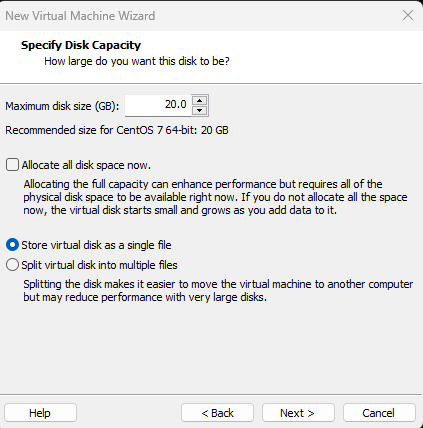 New Virtual Machine Wizard
Specify Disk Capacity
How large do you want this disk to be?
Maximum disk size (GB): 20.0
Recommended size for CentOS 7 64-bit: 20 GB
Allocate all disk space now.
Allocating the full capacity can enhance performance but requires all of the
physical disk space to be available right now. If you do not allocate all the space
now, the virtual disk starts small and grows as you add data to it.
Store virtual disk as a single file
Split virtual disk into multiple files
Splitting the disk makes it easier to move the virtual machine to another computer
but may reduce performance with very large disks.
Help < Back Next > Cancel